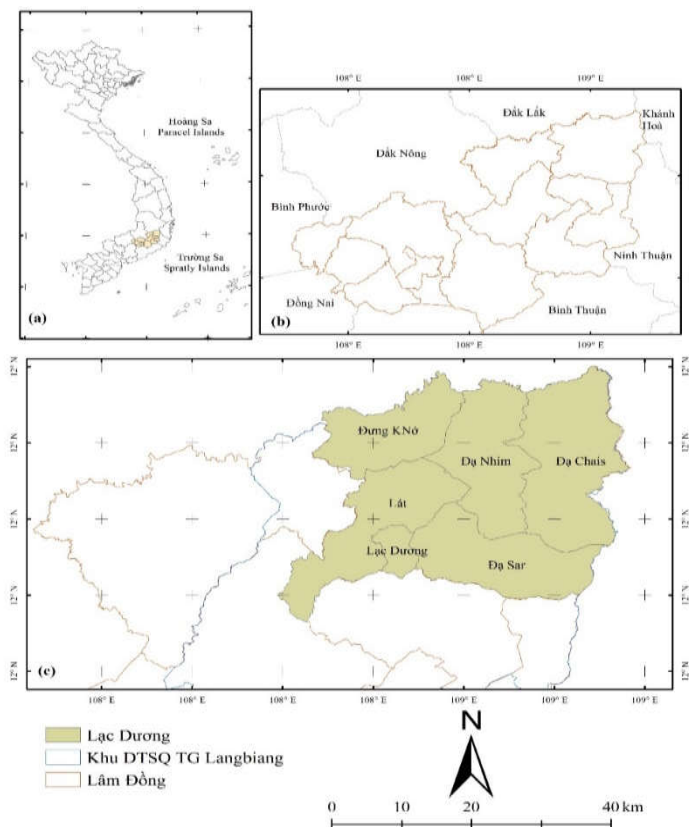 Hoàng Sa
Paracel Islands
Trường Sa
Spratly Islands
(a)
108° E
108° E
109° E
Đắk Lắk
Khánh
Hoà
Đắk Nông
Bình Phước
Ninh Thuận
Đồng Nai
Bình Thuận
(b)
108° E
108° E
109° E
12° N
12° N
12° N
12° N
12° N
12° N
12° N
12° N
12° N
12° N
Đưng KNớ
Đạ Nhim
Đạ Chais
Lát
Lạc Dương
Đạ Sar
(c)
108° E
108° E
108° E
108° E
109° E
109° E
109° E
Lạc Dương
Khu DTSQ TG Langbiang
Lâm Đồng
N
0 10 20 20 40 km